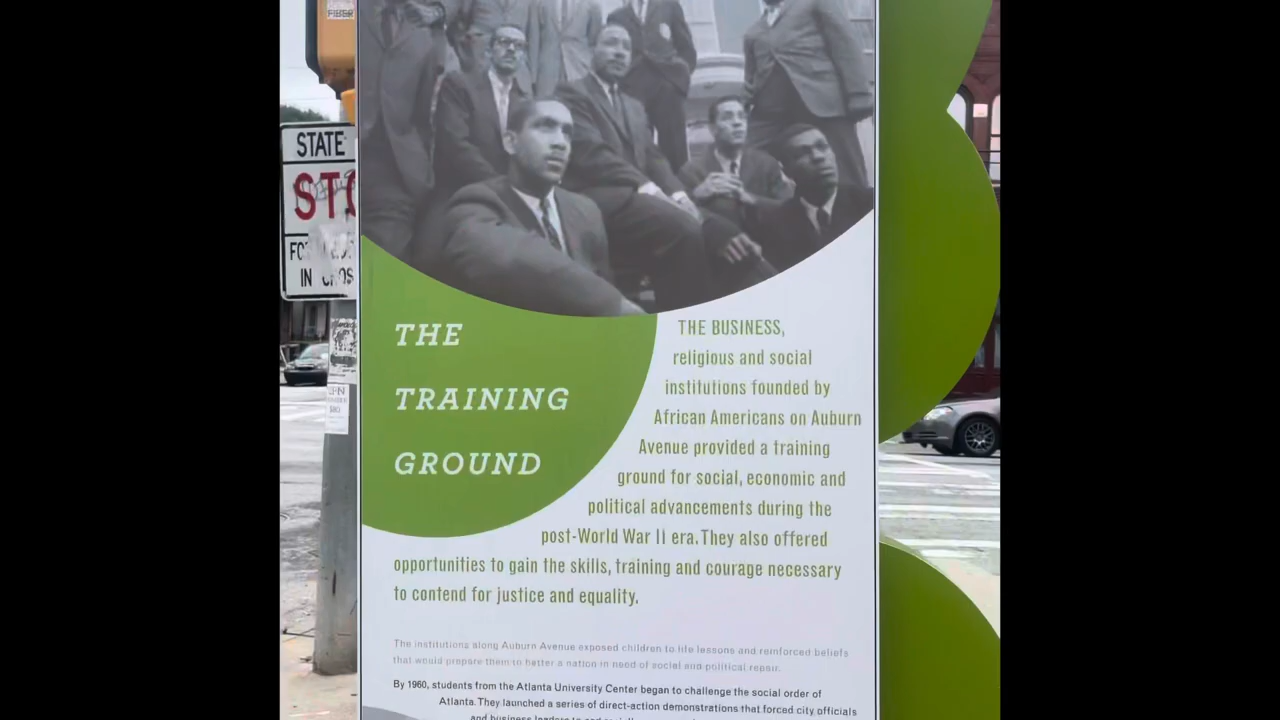 FIBER
STATE
IN
THE
TRAINING
GROUND
THE BUSINESS,
religious and social
institutions founded by
African Americans on Auburn
Avenue provided a training
ground for social, economic and
political advancements during the
post-World War II era. They also offered
opportunities to gain the skills, training and courage necessary
to contend for justice and equality.
The institutions along Auburn Avenue exposed children to life lessons and reinforced beliefs
that would prepare them to better a nation in need of social and political repair.
By 1960, students from the Atlanta University Center began to challenge the social order of
Atlanta. They launched a series of direct-action demonstrations that forced city officials
and business leaders to